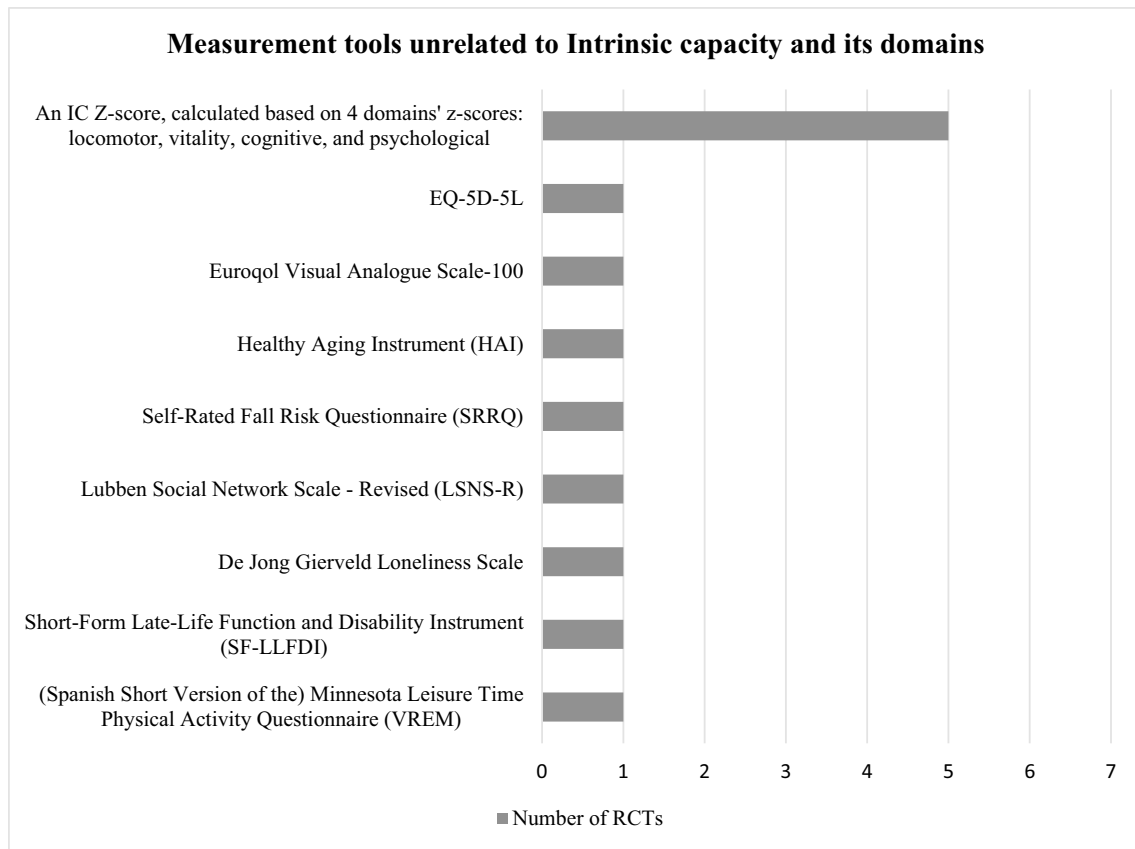 Measurement tools unrelated to Intrinsic capacity and its domains
An IC Z-score, calculated based on 4 domains' z-scores:
locomotor, vitality, cognitive, and psychological
EQ-5D-5L
Euroqol Visual Analogue Scale-100
Healthy Aging Instrument (HAI)
Self-Rated Fall Risk Questionnaire (SRRQ)
Lubben Social Network Scale - Revised (LSNS-R)
De Jong Gierveld Loneliness Scale
Short-Form Late-Life Function and Disability Instrument
(SF-LLFDI)
(Spanish Short Version of the) Minnesota Leisure Time
Physical Activity Questionnaire (VREM)
0 1 2 3 4 5 6 7
Number of RCTs